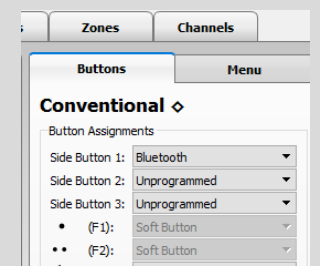 Zones Channels
Buttons Menu
Conventional
Button Assignments
Side Button 1: Bluetooth
Side Button 2: Unprogrammed
Side Button 3: Unprogrammed
• (F1): Soft Button
•• (F2): Soft Button